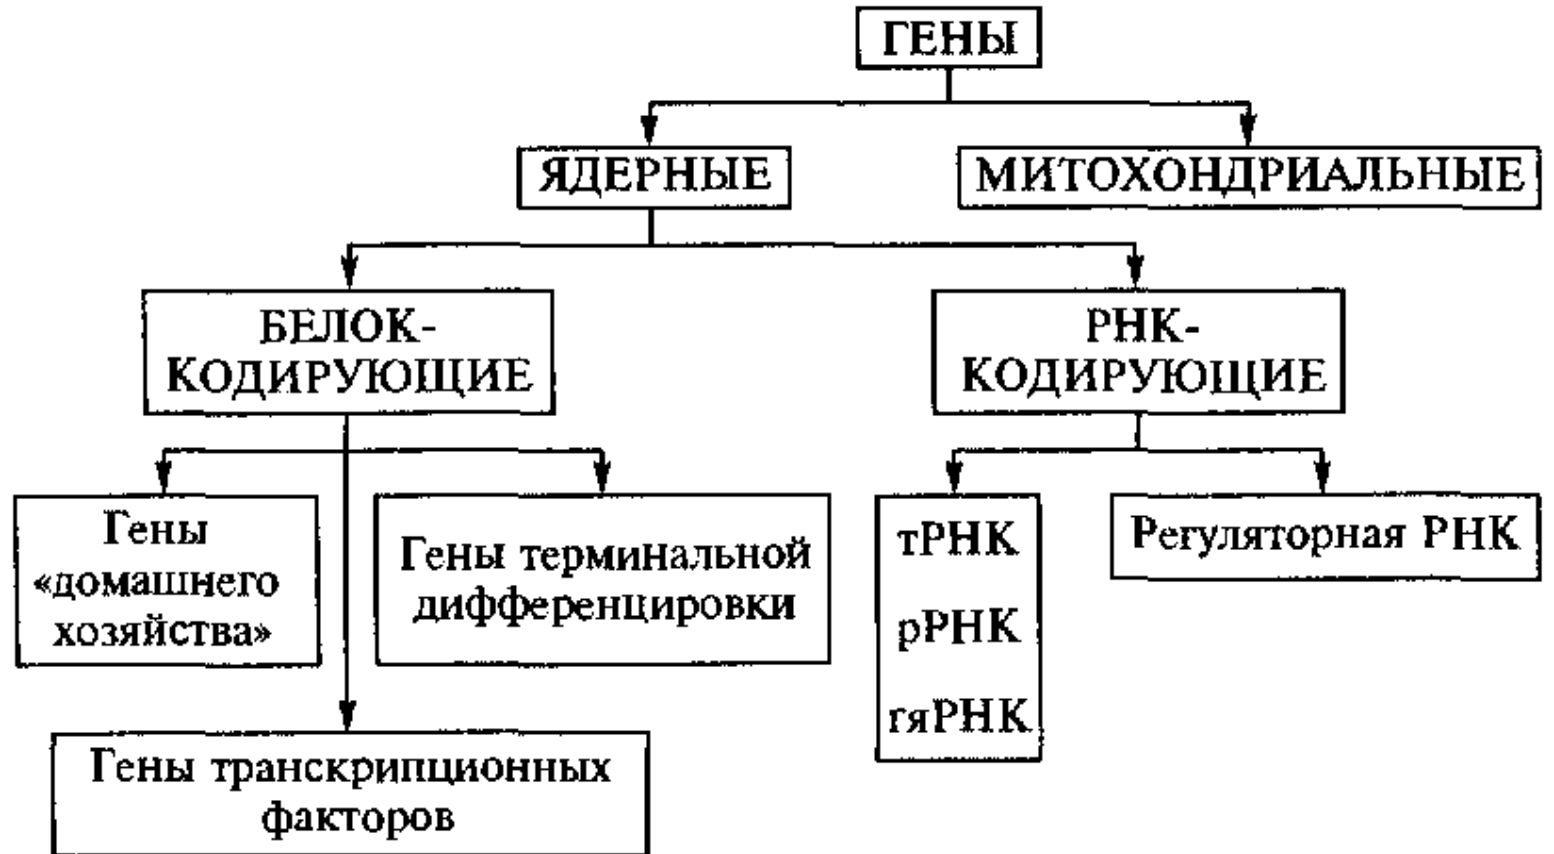 ГЕНЫ
ЯДЕРНЫЕ
МИТОХОНДРИАЛЬНЫЕ
БЕЛОК-
КОДИРУЮЩИЕ
РНК-
КОДИРУЮЩИЕ
Гены
«домашнего
хозяйства»
Гены терминальной
дифференцировки
тРНК
рРНК
гяРНК
Регуляторная РНК
Гены транскрипционных
факторов